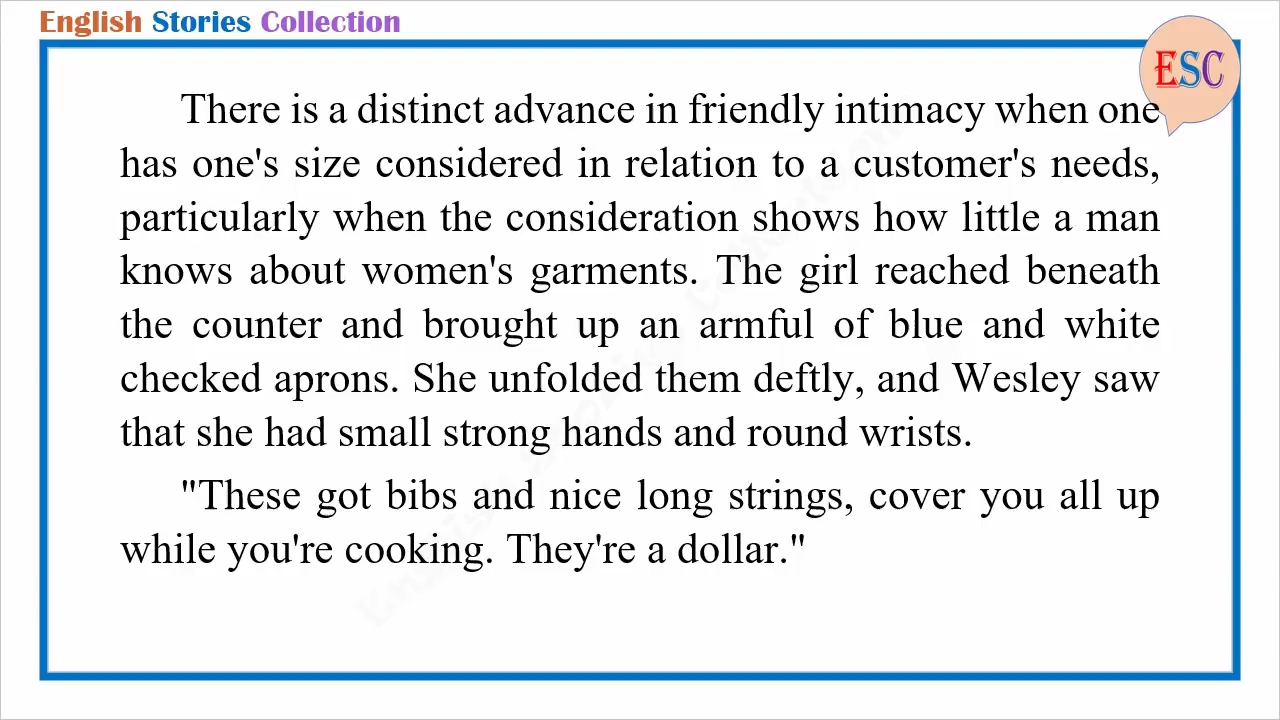 English Stories Collection
ESC
There is a distinct advance in friendly intimacy when one
has one's size considered in relation to a customer's needs,
particularly when the consideration shows how little a man
knows about women's garments. The girl reached beneath
the counter and brought up an armful of blue and white
checked aprons. She unfolded them deftly, and Wesley saw
that she had small strong hands and round wrists.
"These got bibs and nice long strings, cover you all up
while you're cooking. They're a dollar."